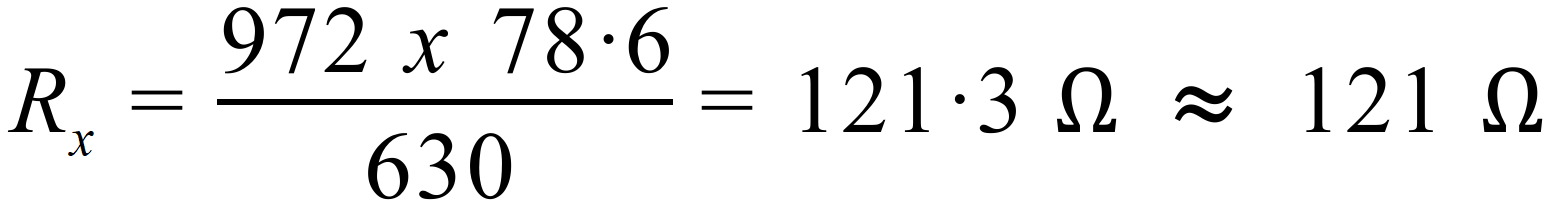 Rₓ = 972 x 78·6 / 630 = 121·3 Ω ≈ 121 Ω